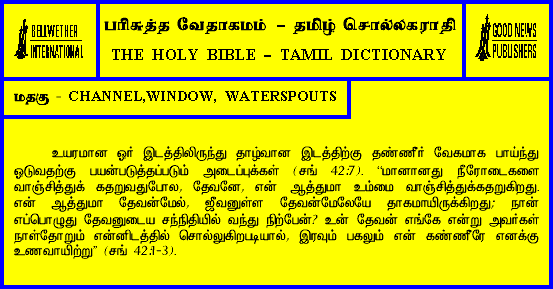 BELLWETHER
INTERNATIONAL
பரிசுத்த வேதாகமம் – தமிழ் சொல்லகராதி
THE HOLY BIBLE – TAMIL DICTIONARY
GOOD NEWS
PUBLISHERS
மதகு - CHANNEL,WINDOW, WATERSPOUTS
உயரமான ஓர் இடத்திலிருந்து தாழ்வான இடத்திற்கு தண்ணீர் வேகமாக பாய்ந்து
ஓடுவதற்கு பயன்படுத்தப்படும் அடைப்புக்கள் (சங் 42:7). “மானானது நீரோடைகளை
வாஞ்சித்துக் கதறுவதுபோல, தேவனே, என் ஆத்துமா உம்மை வாஞ்சித்துக்கதறுகிறது.
என் ஆத்துமா தேவன்மேல், ஜீவனுள்ள தேவன்மேலேயே தாகமாயிருக்கிறது; நான்
எப்பொழுது தேவனுடைய சந்நிதியில் வந்து நிற்பேன்? உன் தேவன் எங்கே என்று அவர்கள்
நாள்தோறும் என்னிடத்தில் சொல்லுகிறபடியால், இரவும் பகலும் என் கண்ணீரே எனக்கு
உணவாயிற்று” (சங் 42:1-3).